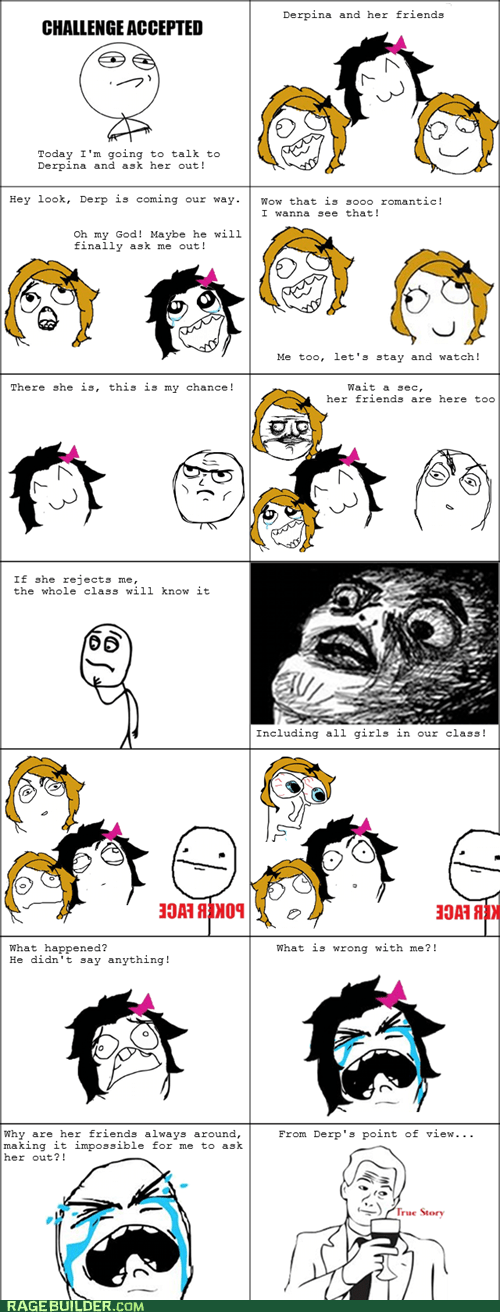 CHALLENGE ACCEPTED
Today I'm going to talk to
Derpina and ask her out!
Derpina and her friends
Hey look, Derp is coming our way.
Oh my God! Maybe he will
finally ask me out!
Wow that is sooo romantic!
I wanna see that!
Me too, let's stay and watch!
There she is, this is my chance!
Wait a sec,
her friends are here too
If she rejects me,
the whole class will know it
Including all girls in our class!
POKER FACE
KER FACE
What happened?
He didn't say anything!
What is wrong with me?!
Why are her friends always around,
making it impossible for me to ask
her out?!
From Derp's point of view...
True Story
RAGEBUILDER.COM